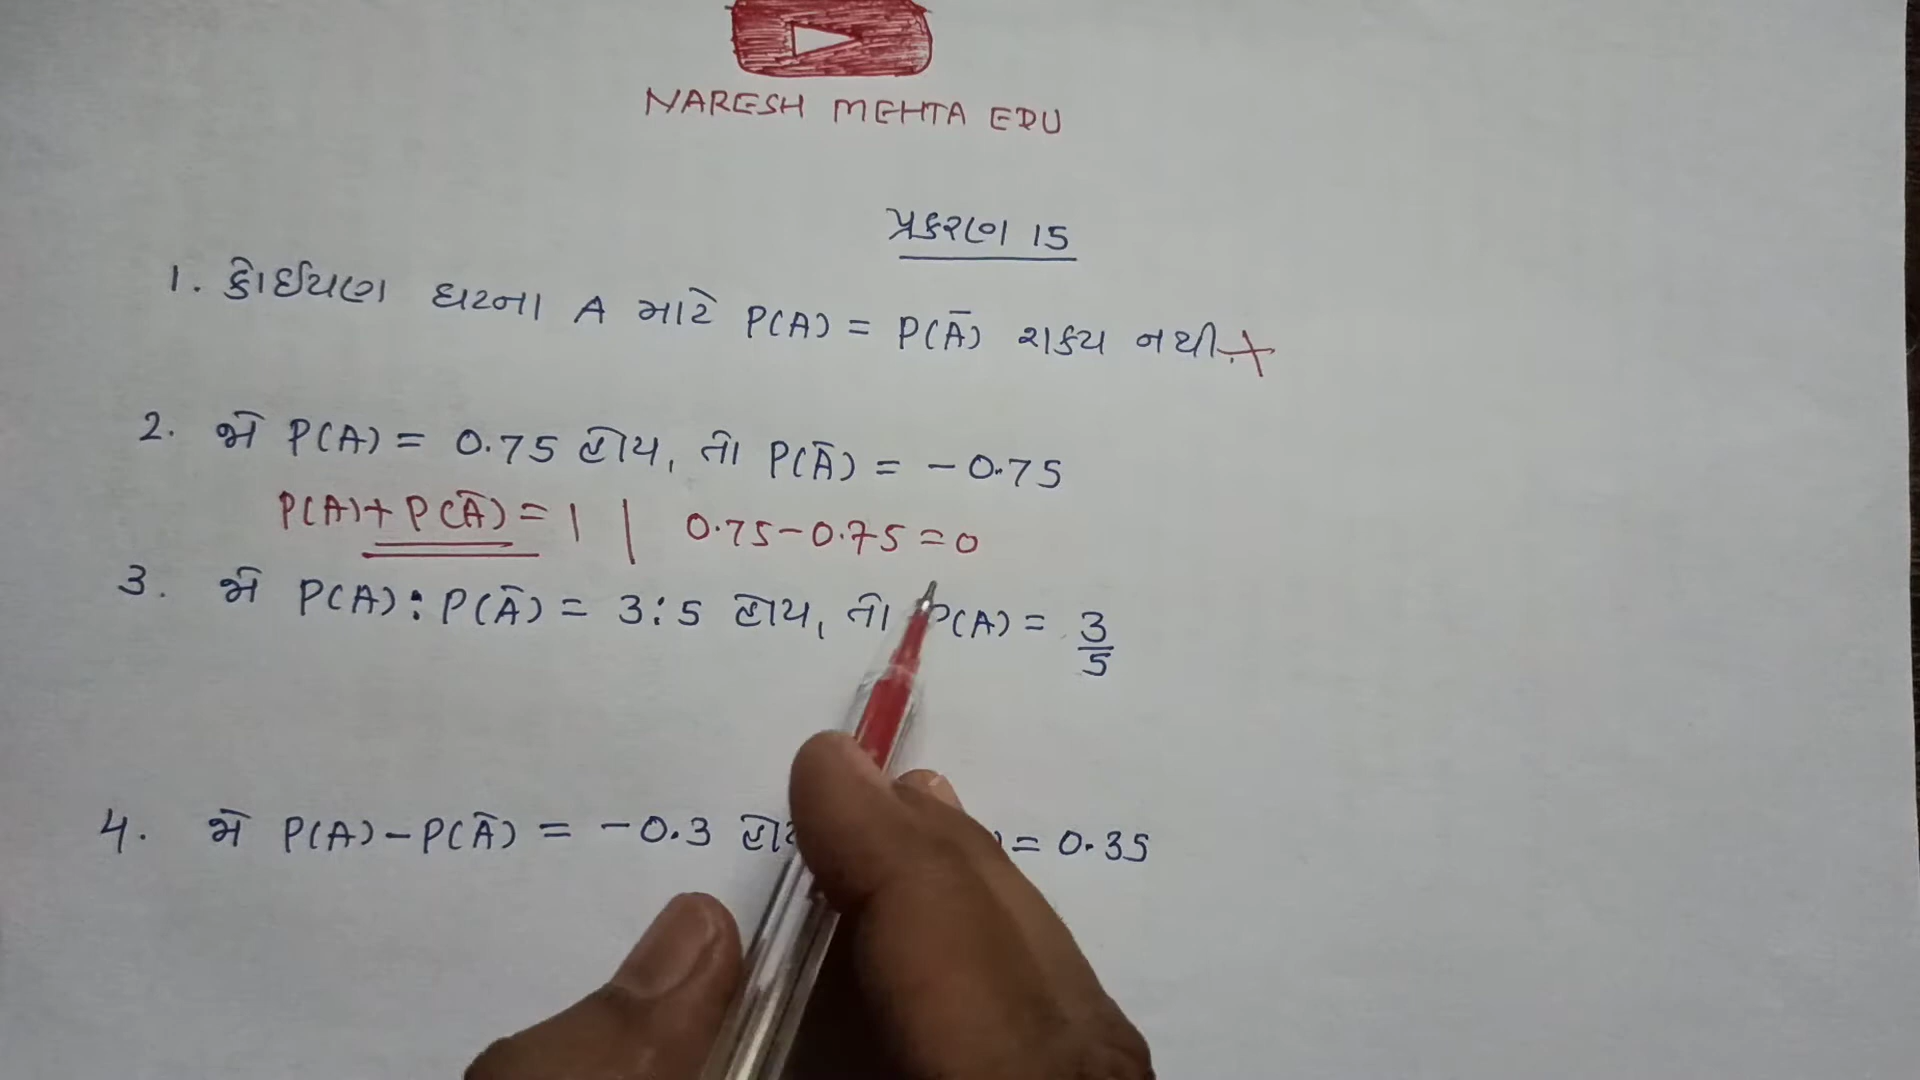 NARESH MEHTA EDU
પ્રકરણ 15
1. કોઈપણ ઘટના A માટે P(A) = P(Ā) શક્ય નથી. X
2. જો P(A) = 0.75 હોય, તો P(Ā) = -0.75
P(A) + P(Ā) = 1 | 0.75-0.75 = 0
3. જો P(A) : P(Ā) = 3:5 હોય, તો P(A) = 3/5
4. જો P(A) - P(Ā) = -0.3 ) = 0.35